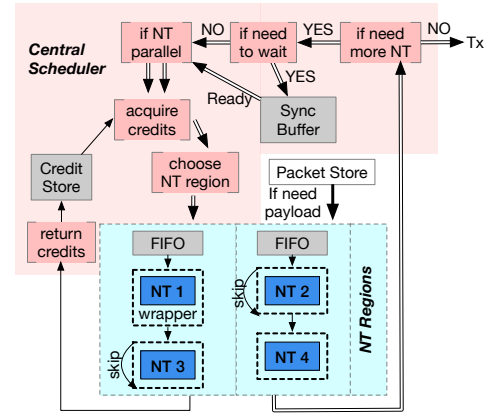 Central
Scheduler
if NT
parallel
NO
if need
to wait
YES
if need
more NT
NO
Tx
YES
Ready
Sync
Buffer
acquire
credits
Credit
Store
choose
NT region
Packet Store
If need
payload
return
credits
FIFO
FIFO
NT 1
wrapper
skip
NT 2
skip
NT 3
NT 4
NT Regions